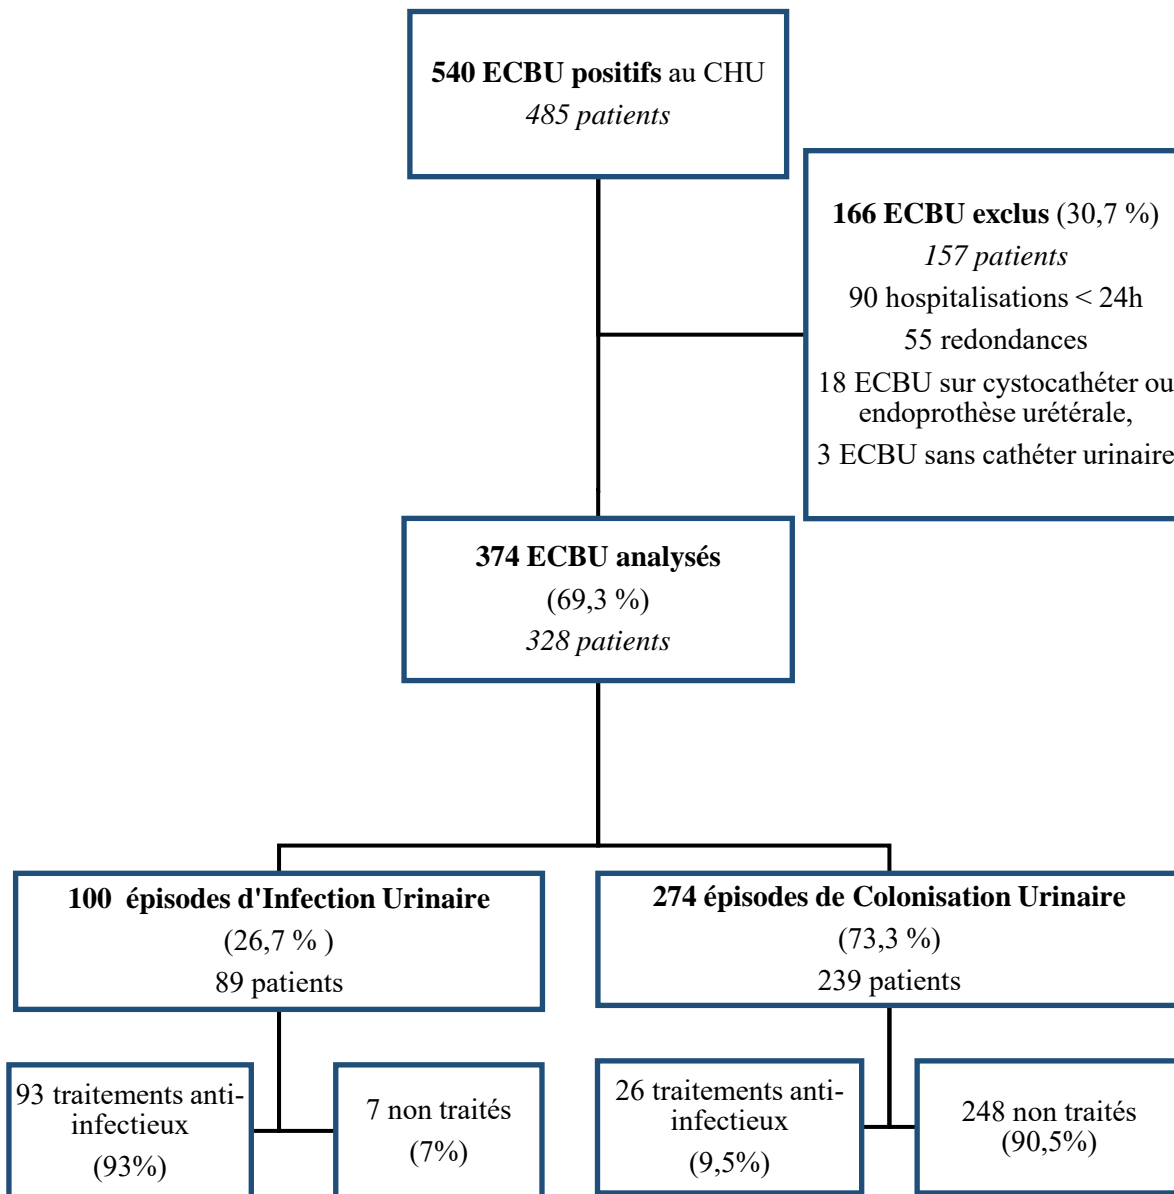 540 ECBU positifs au CHU
485 patients
166 ECBU exclus (30,7 %)
157 patients
90 hospitalisations < 24h
55 redondances
18 ECBU sur cystocathéter ou
endoprothèse urétérale,
3 ECBU sans cathéter urinaire
374 ECBU analysés
(69,3 %)
328 patients
100 épisodes d'Infection Urinaire
(26,7 % )
89 patients
274 épisodes de Colonisation Urinaire
(73,3 %)
239 patients
93 traitements anti-
infectieux
(93%)
7 non traités
(7%)
26 traitements anti-
infectieux
(9,5%)
248 non traités
(90,5%)